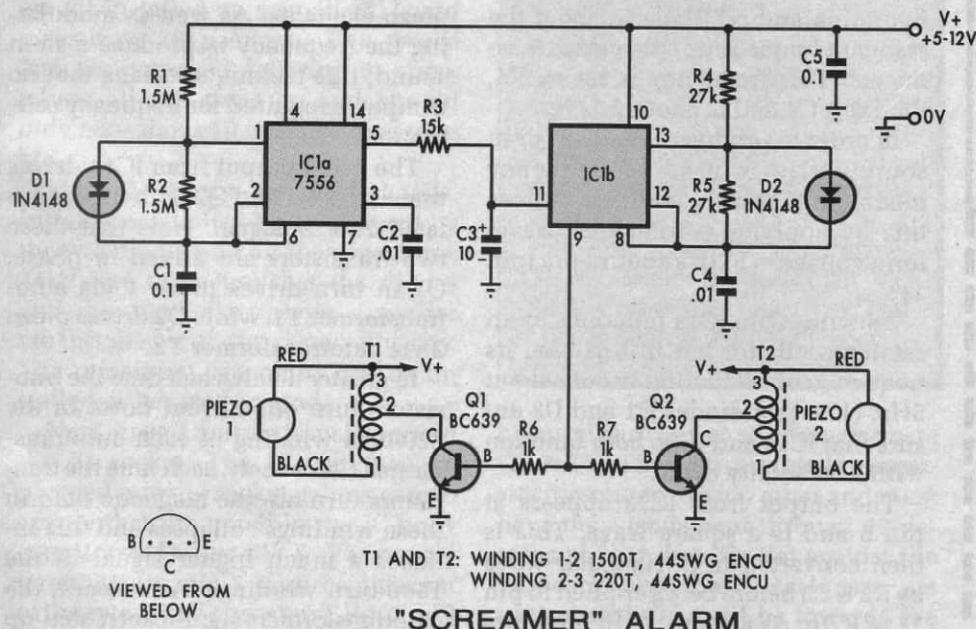 V+
+5-12V
R1
1.5M
4
14
R3
15k
1
5
IC1a
7556
2
3
6
7
D1
1N4148
R2
1.5M
C1
0.1
C2
.01
C3
10
10
13
IC1b
11
12
9
8
R4
27k
C5
0.1
0V
R5
27k
D2
1N4148
C4
.01
RED
T1
V+
3
2
1
PIEZO
1
BLACK
Q1
BC639
C
B
E
R6
1k
R7
1k
Q2
BC639
B
C
E
V+
T2
3
2
1
RED
PIEZO
2
BLACK
B
C
E
VIEWED FROM
BELOW
T1 AND T2: WINDING 1-2 1500T, 44SWG ENCU
WINDING 2-3 220T, 44SWG ENCU
"SCREAMER" ALARM